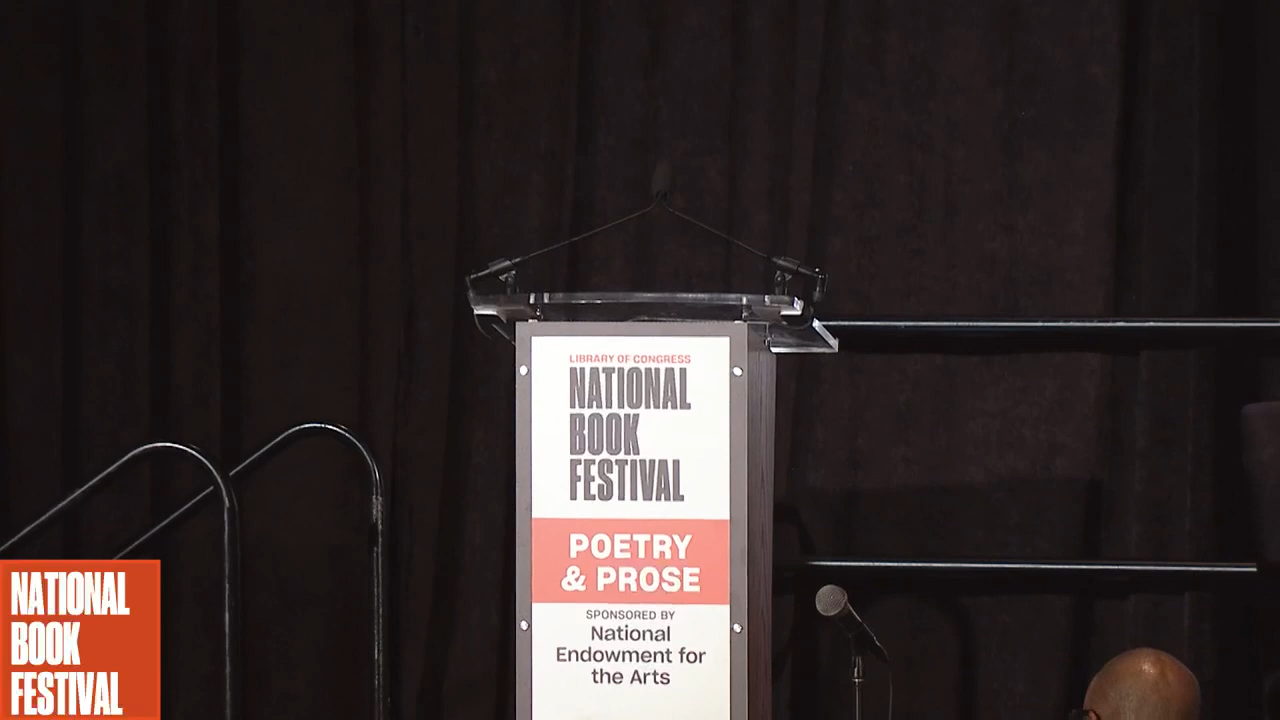 LIBRARY OF CONGRESS
NATIONAL
BOOK
FESTIVAL
POETRY
& PROSE
SPONSORED BY
National
Endowment for
the Arts
NATIONAL
BOOK
FESTIVAL